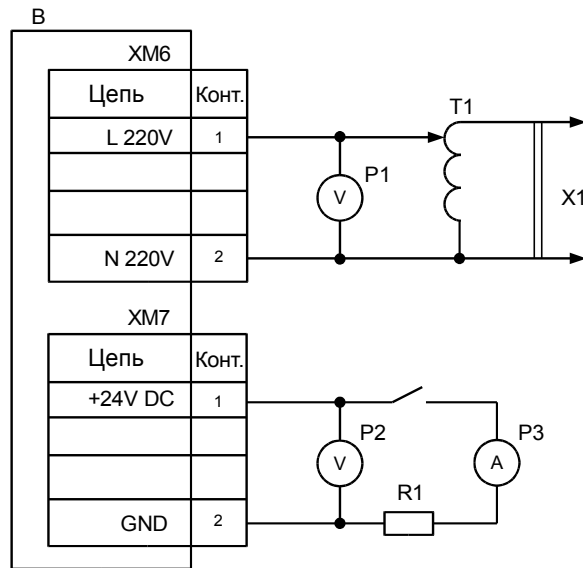 В
XM6
Цепь Конт.
L 220V 1
N 220V 2
T1
P1
V
X1
XM7
Цепь Конт.
+24V DC 1
GND 2
P2
V
P3
A
R1